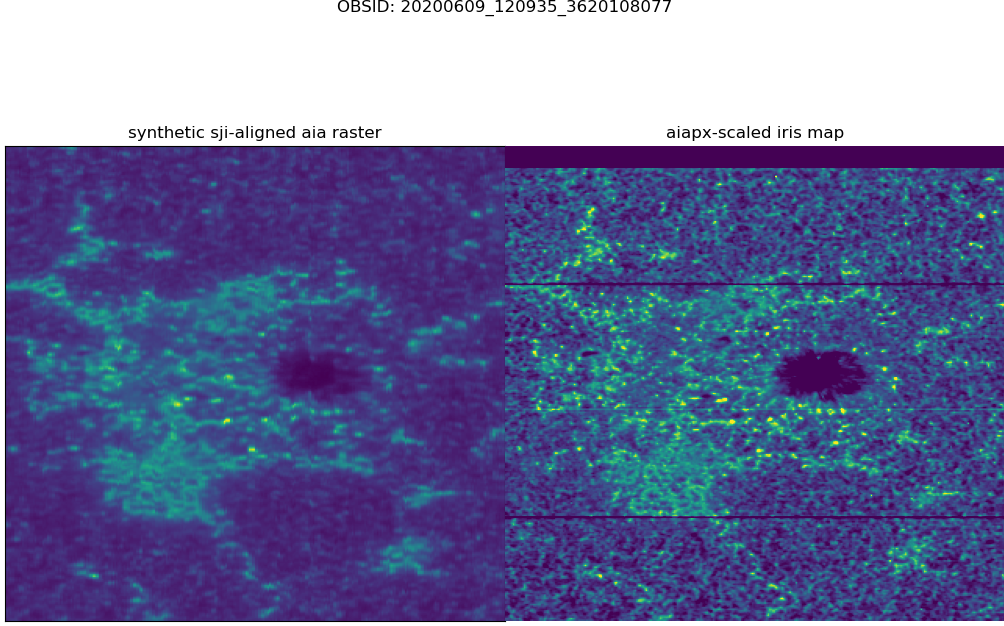 OBSID: 20200609_120935_3620108077
synthetic sji-aligned aia raster
aiapx-scaled iris map